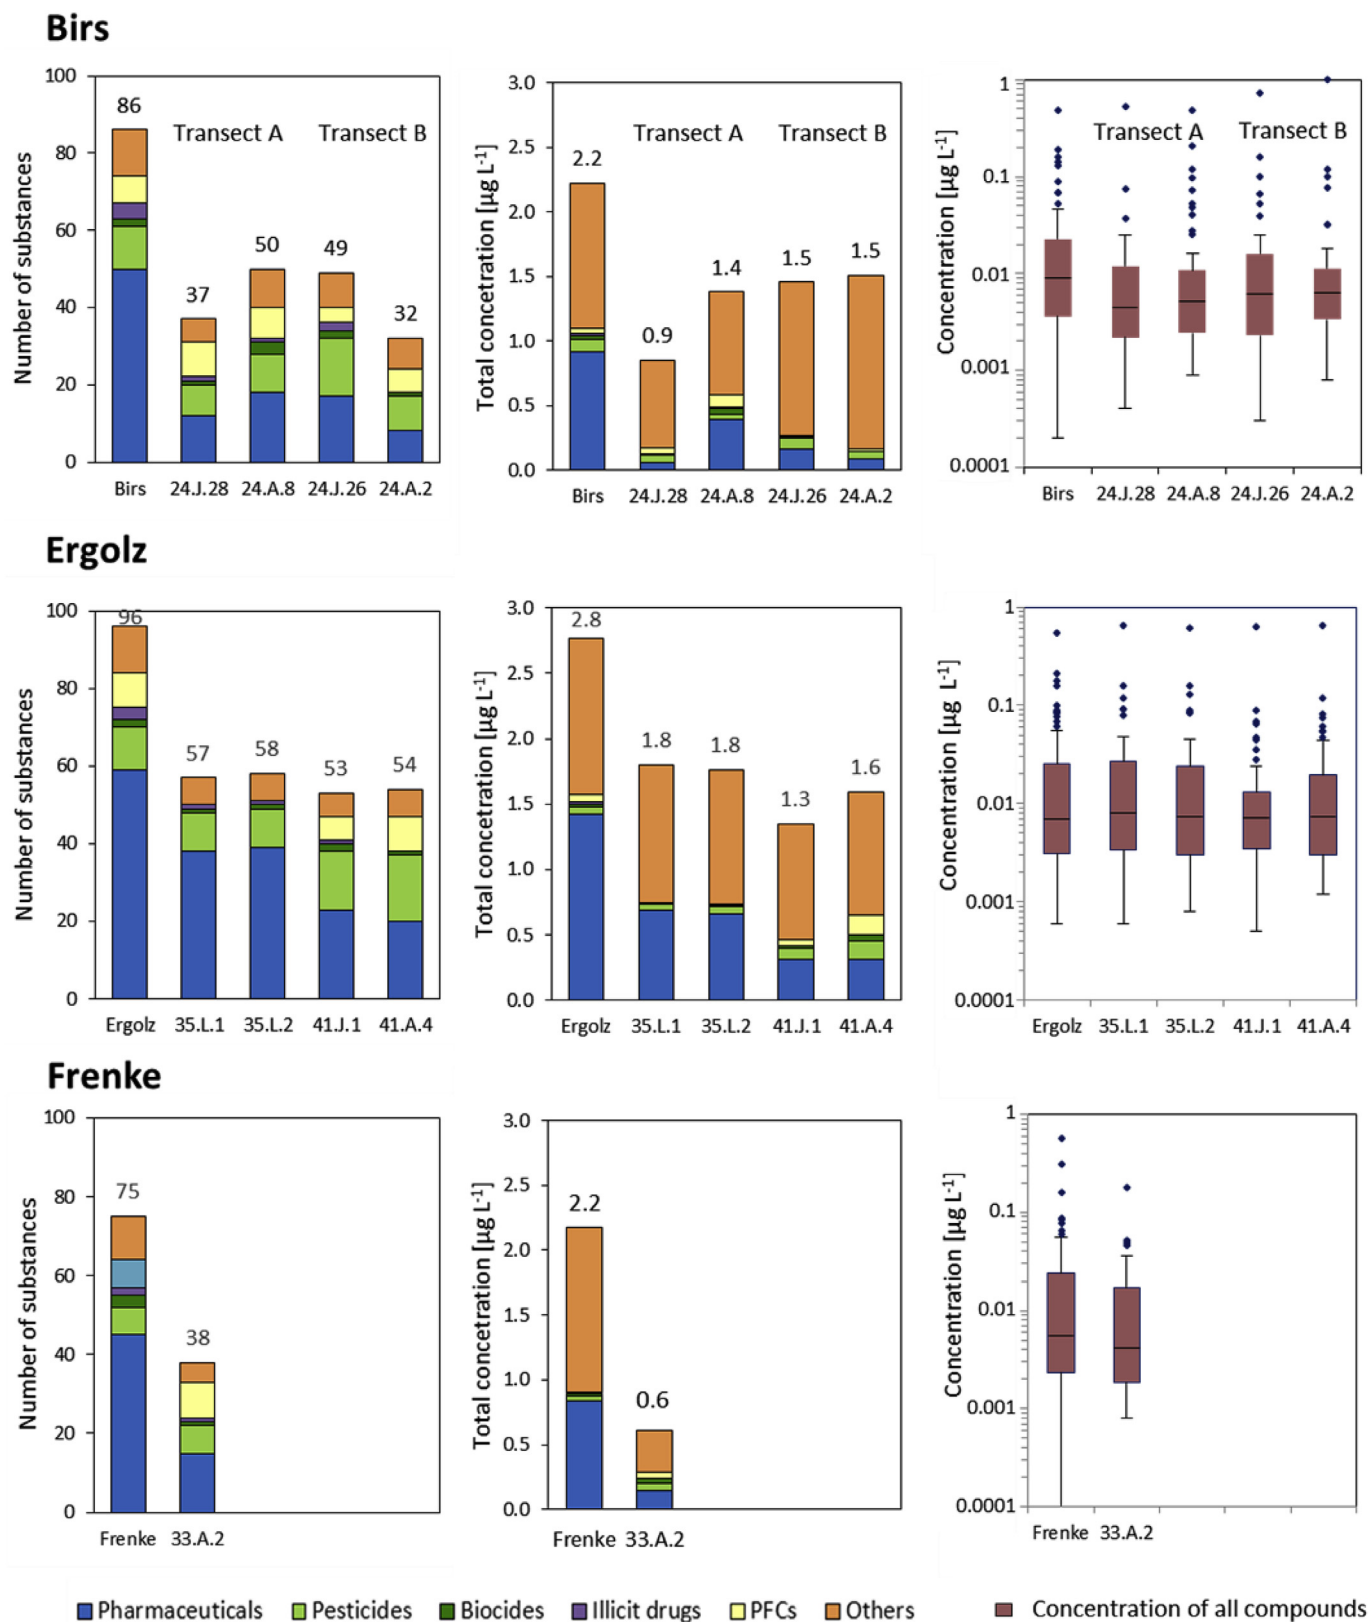 Birs
100
80
60
40
20
0
Number of substances
86
37
50
49
32
Transect A
Transect B
Birs
24.J.28
24.A.8
24.J.26
24.A.2
3.0
2.5
2.0
1.5
1.0
0.5
0.0
Total concetration [µg L-1]
2.2
0.9
1.4
1.5
1.5
Transect A
Transect B
Birs
24.J.28
24.A.8
24.J.26
24.A.2
1
0.1
0.01
0.001
0.0001
Concentration [µg L-1]
Transect A
Transect B
Birs
24.J.28
24.A.8
24.J.26
24.A.2
Ergolz
100
80
60
40
20
0
Number of substances
96
57
58
53
54
Ergolz
35.L.1
35.L.2
41.J.1
41.A.4
3.0
2.5
2.0
1.5
1.0
0.5
0.0
Total concetration [µg L-1]
2.8
1.8
1.8
1.3
1.6
Ergolz
35.L.1
35.L.2
41.J.1
41.A.4
1
0.1
0.01
0.001
0.0001
Concentration [µg L-1]
Ergolz
35.L.1
35.L.2
41.J.1
41.A.4
Frenke
100
80
60
40
20
0
Number of substances
75
38
Frenke
33.A.2
3.0
2.5
2.0
1.5
1.0
0.5
0.0
Total concetration [µg L-1]
2.2
0.6
Frenke
33.A.2
1
0.1
0.01
0.001
0.0001
Concentration [µg L-1]
Frenke
33.A.2
Pharmaceuticals
Pesticides
Biocides
Illicit drugs
PFCs
Others
Concentration of all compounds